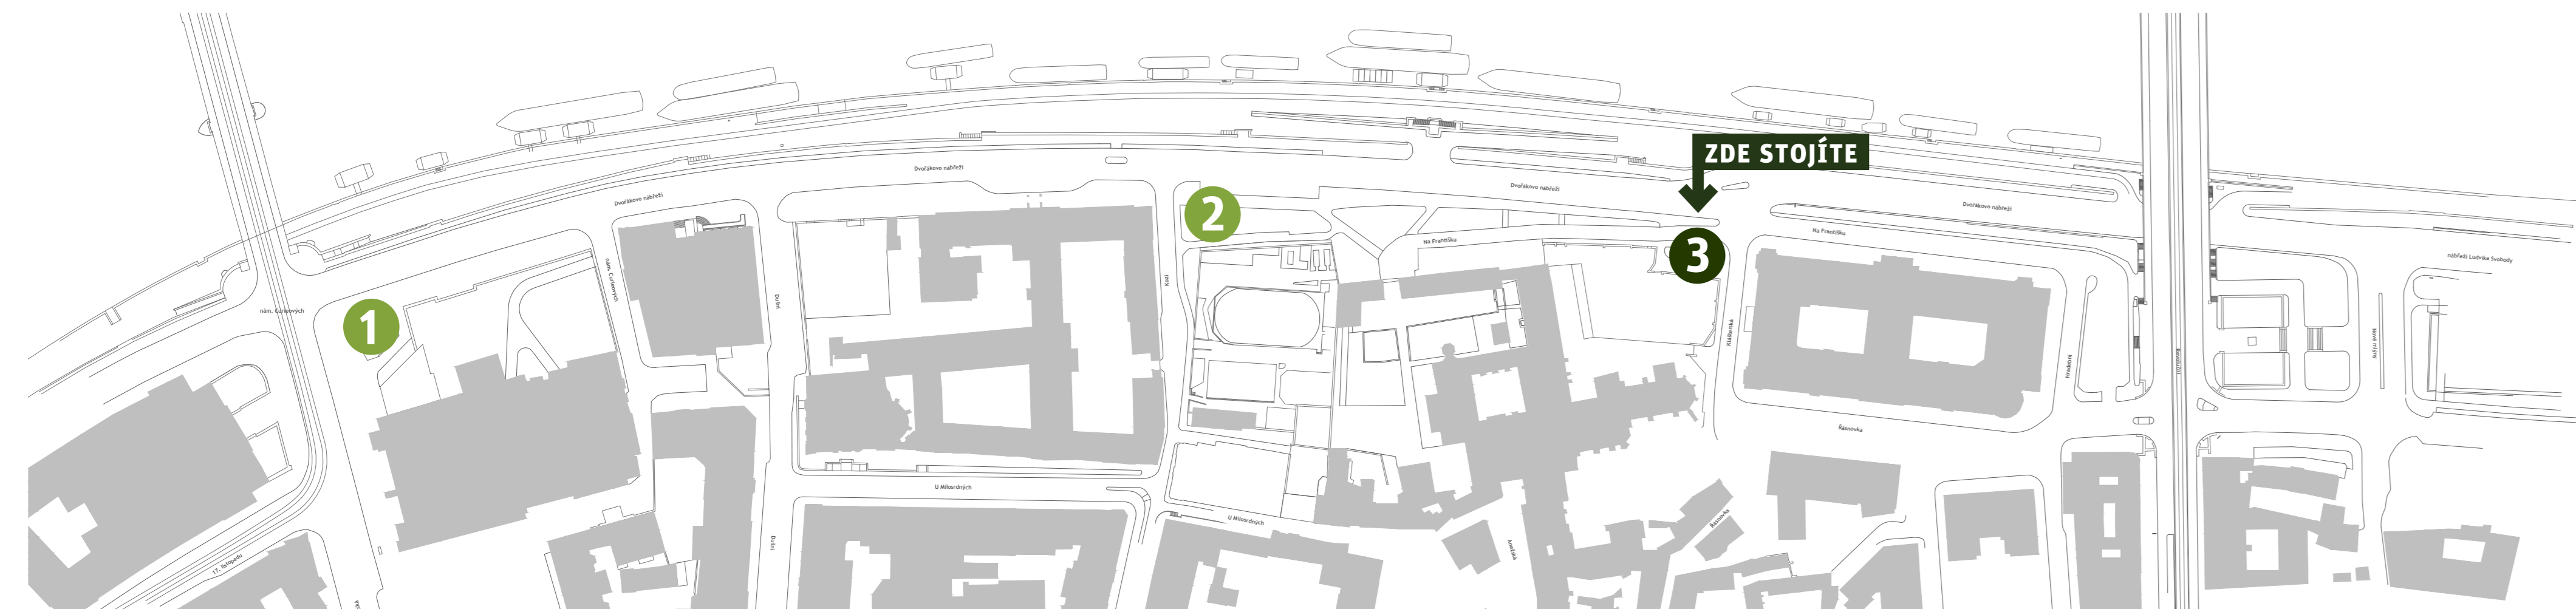 ZDE STOJÍTE
Dvořákovo nábřeží
Dvořákovo nábřeží
Dvořákovo nábřeží
Dvořákovo nábřeží
2
Na Františku
Na Františku
3
nábřeží Ludvíka Svobody
nám. Curieových
Kozí
Dušní
nám. Curieových
1
Klášterská
Nové mlýny
Revoluční
Hradební
Řásnovka
U Milosrdných
U Milosrdných
Řásnovka
Dušní
Anežská
17. listopadu